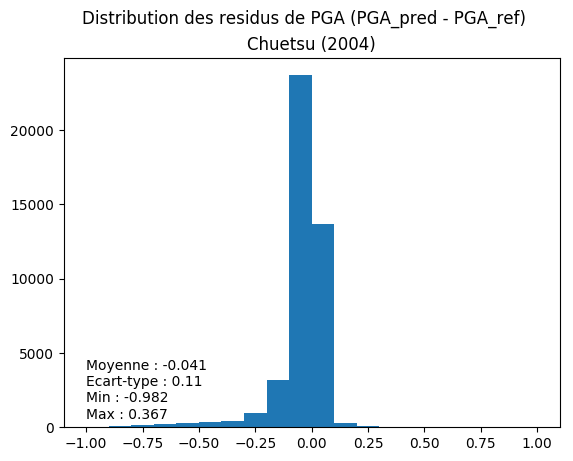 Distribution des residus de PGA (PGA_pred - PGA_ref)
Chuetsu (2004)
20000
15000
10000
5000
0
Moyenne : -0.041
Ecart-type : 0.11
Min : -0.982
Max : 0.367
-1.00 -0.75 -0.50 -0.25 0.00 0.25 0.50 0.75 1.00